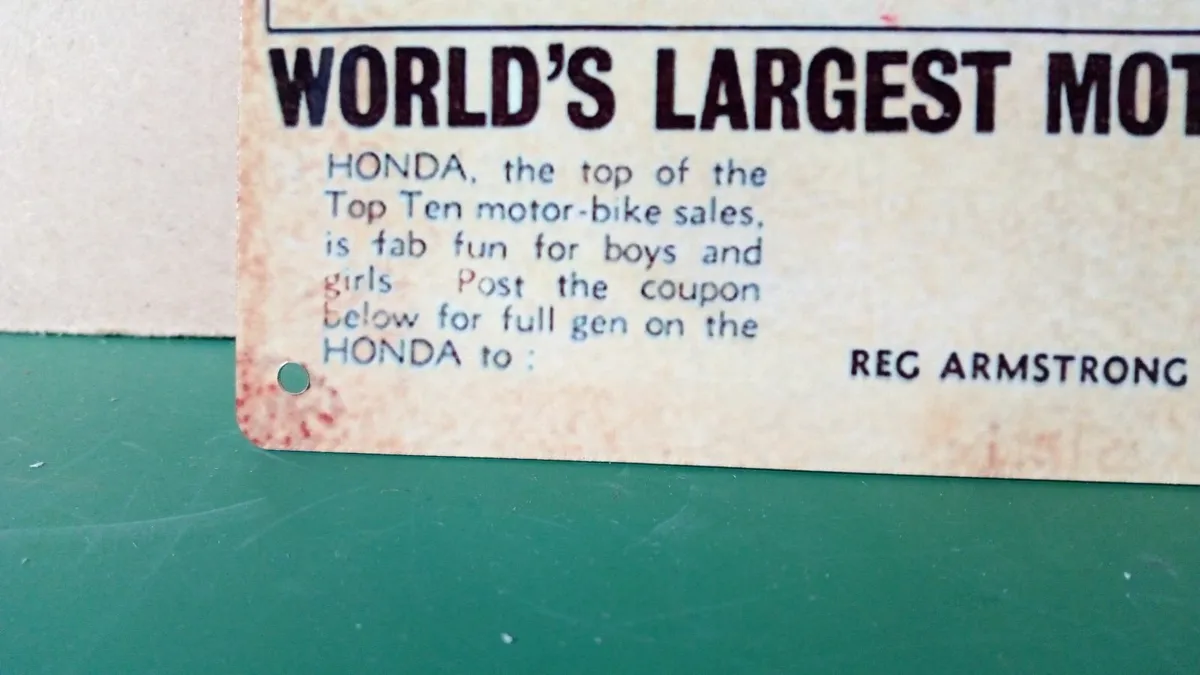 WORLD'S LARGEST MOT
HONDA, the top of the
Top Ten motor-bike sales,
is fab fun for boys and
girls Post the coupon
below for full gen on the
HONDA to :
REG ARMSTRONG